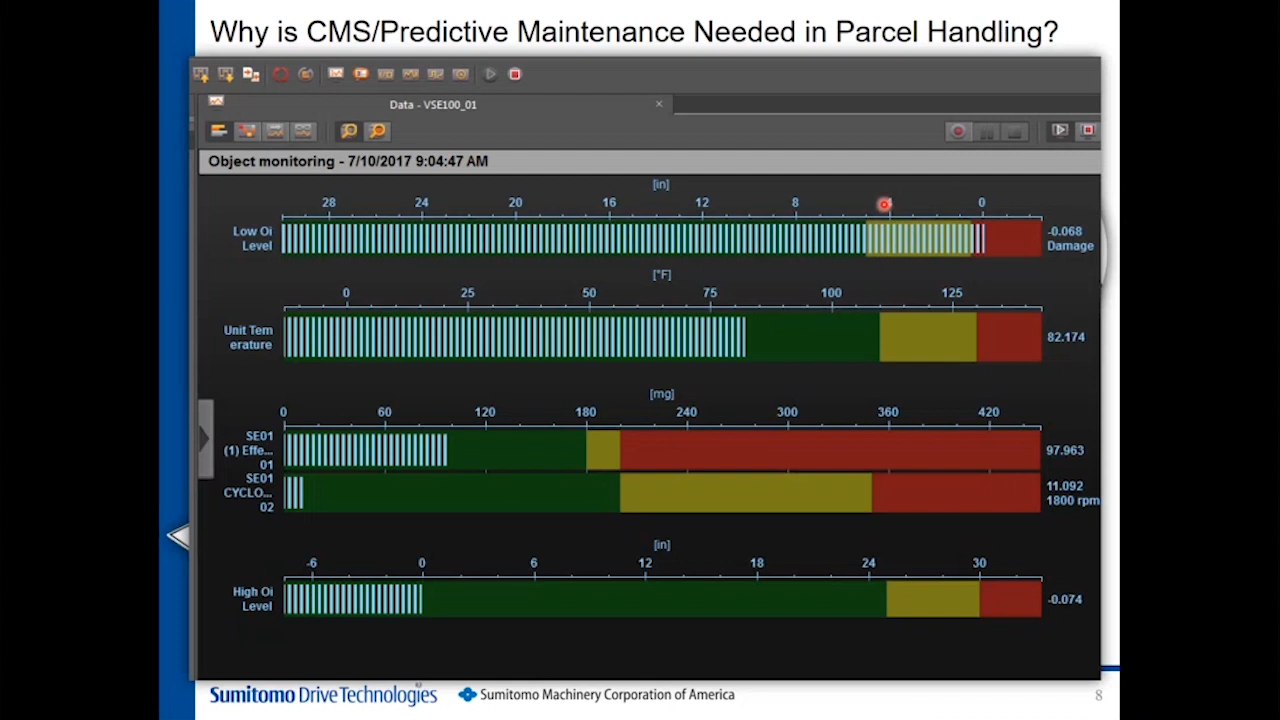 Why is CMS/Predictive Maintenance Needed in Parcel Handling?
Data - VSE100_01
Object monitoring - 7/10/2017 9:04:47 AM
[in]
28 24 20 16 12 8 0
Low Oi
Level
-0.068
Damage
[°F]
0 25 50 75 100 125
Unit Tem
erature
82.174
[mg]
0 60 120 180 240 300 360 420
SE01
(1) Effe...
01
97.963
SE01
CYCLO...
02
11.092
1800 rpm
[in]
-6 0 6 12 18 24 30
High Oi
Level
-0.074
Sumitomo Drive Technologies
Sumitomo Machinery Corporation of America
8